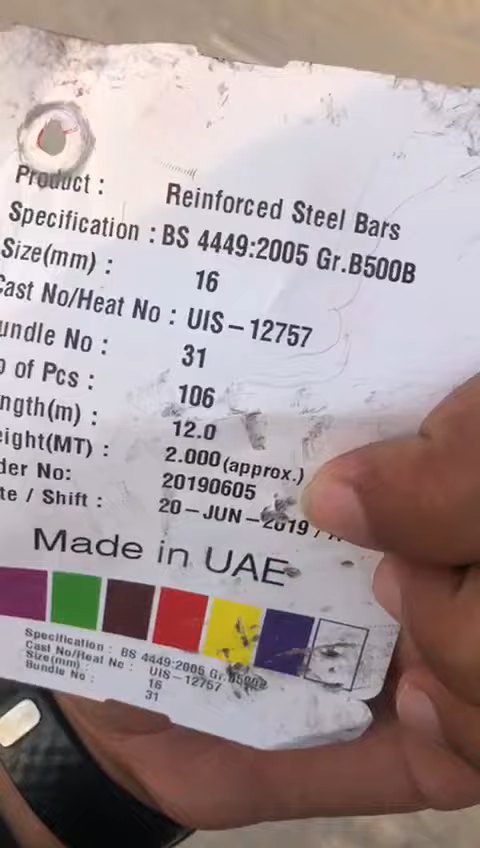 Product : Reinforced Steel Bars
Specification : BS 4449:2005 Gr.B500B
Size(mm) : 16
Cast No/Heat No : UIS-12757
undle No : 31
o of Pcs : 106
ngth(m) : 12.0
eight(MT) : 2.000 (approx.)
der No: 20190605
te / Shift : 20-JUN-2019 /
Made in UAE
Specification : BS 4449:2005 Gr.B500B
Cast No/Heat No : UIS-12757
Size(mm) : 16
Bundle No : 31